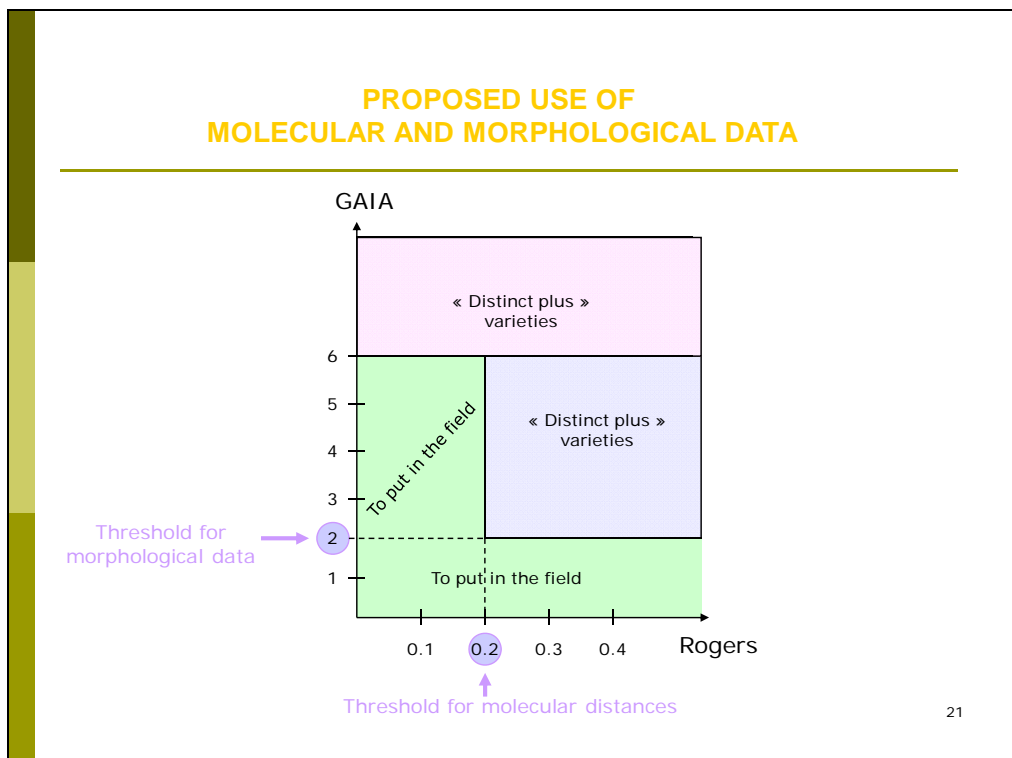 PROPOSED USE OF
MOLECULAR AND MORPHOLOGICAL DATA
GAIA
« Distinct plus »
varieties
6
5
4
3
2
1
To put in the field
« Distinct plus »
varieties
Threshold for
morphological data
To put in the field
0.1 0.2 0.3 0.4 Rogers
Threshold for molecular distances
21